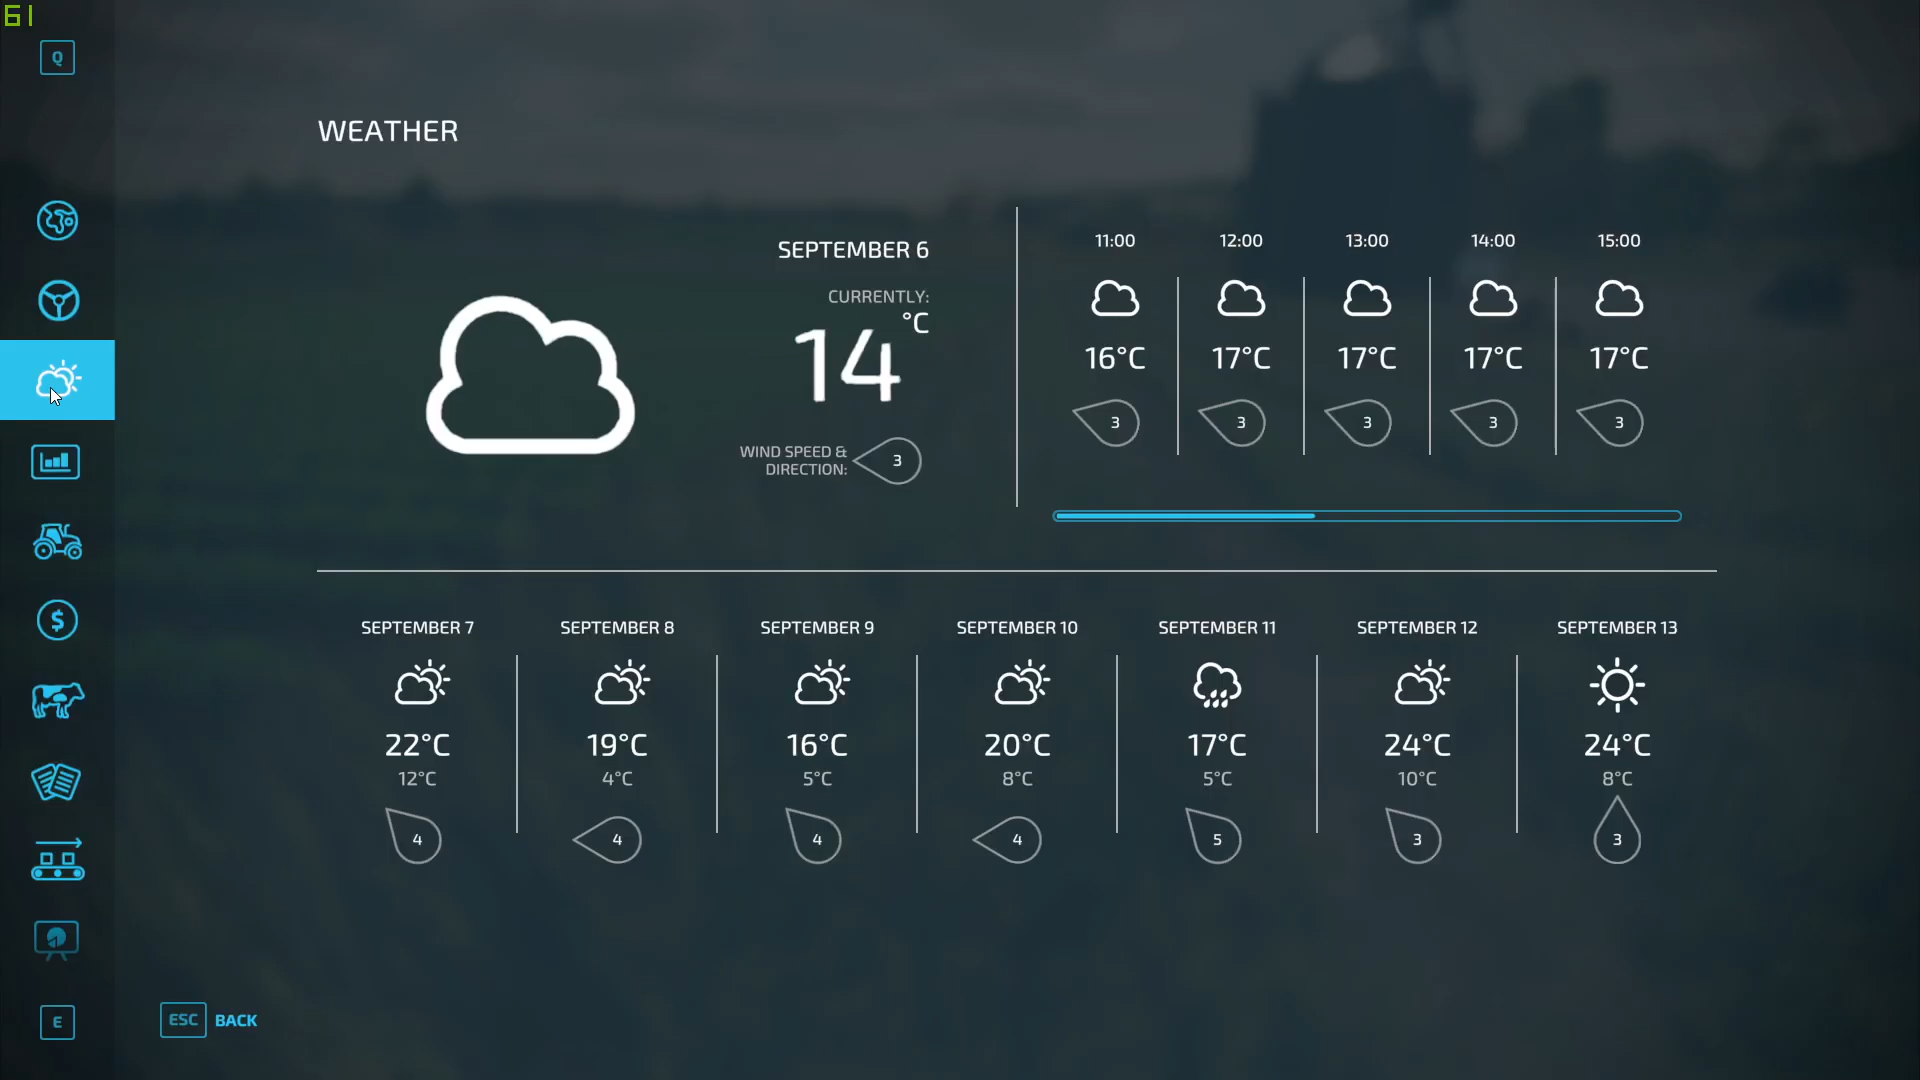 61
Q
WEATHER
SEPTEMBER 6
CURRENTLY:
14 °C
WIND SPEED &
DIRECTION:
3
11:00 12:00 13:00 14:00 15:00
16°C 17°C 17°C 17°C 17°C
3 3 3 3 3
SEPTEMBER 7 SEPTEMBER 8 SEPTEMBER 9 SEPTEMBER 10 SEPTEMBER 11 SEPTEMBER 12 SEPTEMBER 13
22°C 19°C 16°C 20°C 17°C 24°C 24°C
12°C 4°C 5°C 8°C 5°C 10°C 8°C
4 4 4 4 5 3 3
$
E
ESC BACK